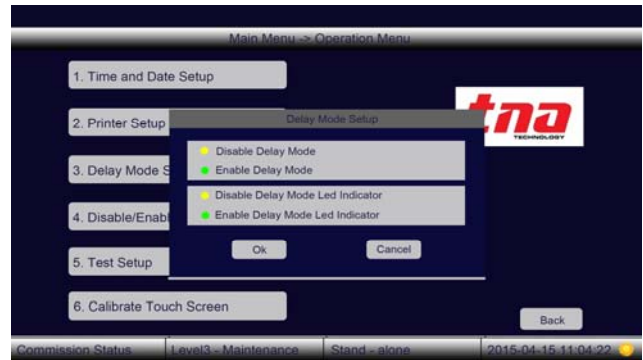 Main Menu -> Operation Menu
1. Time and Date Setup
2. Printer Setup
3. Delay Mode S
4. Disable/Enabl
5. Test Setup
6. Calibrate Touch Screen
Delay Mode Setup
Disable Delay Mode
Enable Delay Mode
Disable Delay Mode Led Indicator
Enable Delay Mode Led Indicator
Ok Cancel
tna
TECHNOLOGY
Back
Commission Status Level3 - Maintenance Stand - alone 2015-04-15 11:04:22